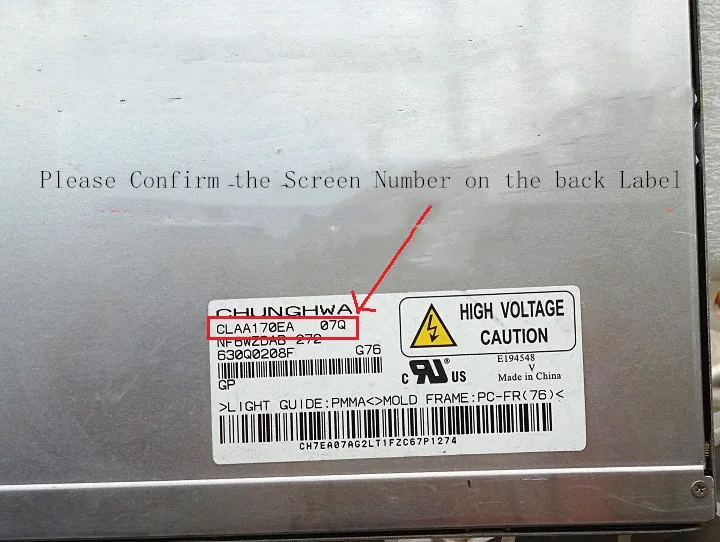 Please Confirm the Screen Number on the back Label
CHUNGHWA
CLAA170EA 07Q
NF6WZDAB 272
630Q0208F G76
GP
HIGH VOLTAGE
CAUTION
c RU US
E194548
V
Made in China
>LIGHT GUIDE:PMMA<>MOLD FRAME:PC-FR(76)<
CH7EA07AG2LT1FZC67P1274